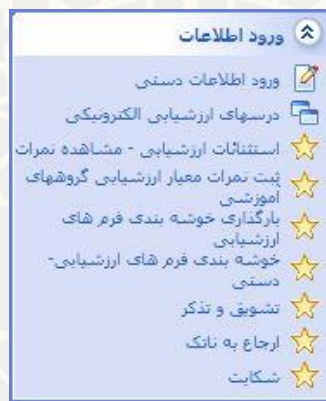 ورود اطلاعات
ورود اطلاعات دستی
درسهای ارزشیابی الکترونیکی
استثنائات ارزشیابی - مشاهده نمرات
ثبت نمرات معیار ارزشیابی گروههای
آموزشی
بارگذاری خوشه بندی فرم های
ارزشیابی
خوشه بندی فرم های ارزشیابی-
دستی
تشویق و تذکر
ارجاع به ناتک
شکایت